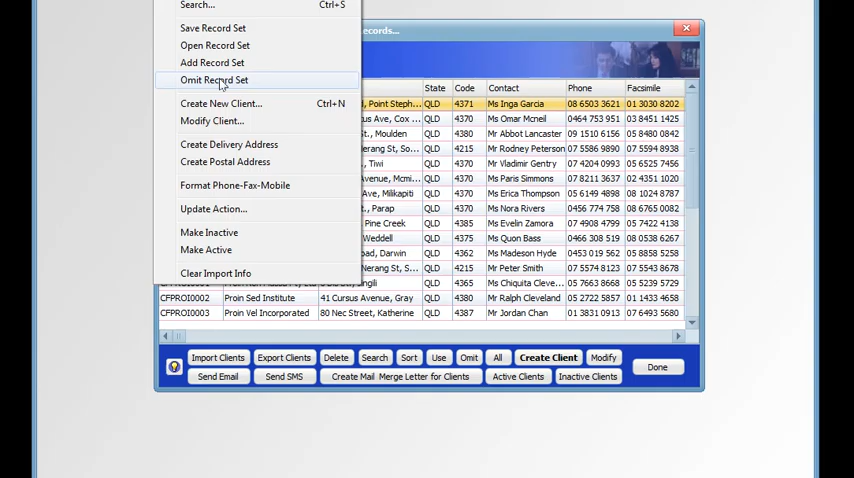 Search... Ctrl+S
Save Record Set
Open Record Set
Add Record Set
Omit Record Set
Create New Client... Ctrl+N
Modify Client...
Create Delivery Address
Create Postal Address
Format Phone-Fax-Mobile
Update Action...
Make Inactive
Make Active
Clear Import Info
ecords...
State Code Contact Phone Facsimile
, Point Steph... QLD 4371 Ms Inga Garcia 08 6503 3621 01 3030 8202
us Ave, Cox ... QLD 4370 Ms Omar Mcneil 0464 753 951 03 8451 1425
St., Moulden QLD 4380 Mr Abbot Lancaster 09 1510 6156 05 8480 0842
nerang St, So... QLD 4215 Mr Rodney Peterson 07 5586 9890 07 5594 8938
, Tiwi QLD 4370 Mr Vladimir Gentry 07 4204 0993 05 6525 7456
venue, Mcmi... QLD 4370 Ms Paris Simmons 07 8211 3637 02 4351 1020
Av, Milikapiti QLD 4380 Ms Erica Thompson 05 6149 4898 08 1024 8787
, Parap QLD 4370 Ms Nora Rivers 0456 774 758 08 6765 0082
Pine Creek QLD 4385 Ms Evelin Zamora 07 4908 4799 05 7422 4138
Weddell QLD 4375 Ms Quon Bass 0466 308 519 08 0538 6267
ad, Darwin QLD 4362 Ms Madeson Hyde 0453 019 562 05 8858 5258
Nerang St, S... QLD 4215 Mr Peter Smith 07 5574 8123 07 5543 8678
ngili QLD 4365 Ms Chiquita Cleve... 05 7663 8668 05 5239 5729
CFPROI0002 Proin Sed Institute 41 Cursus Avenue, Gray QLD 4380 Mr Ralph Cleveland 05 2722 5857 01 1433 4658
CFPROI0003 Proin Vel Incorporated 80 Nec Street, Katherine QLD 4387 Mr Jordan Chan 01 3831 0913 07 6493 5680
Import Clients Export Clients Delete Search Sort Use Omit All Create Client Modify
Send Email Send SMS Create Mail Merge Letter for Clients Active Clients Inactive Clients Done